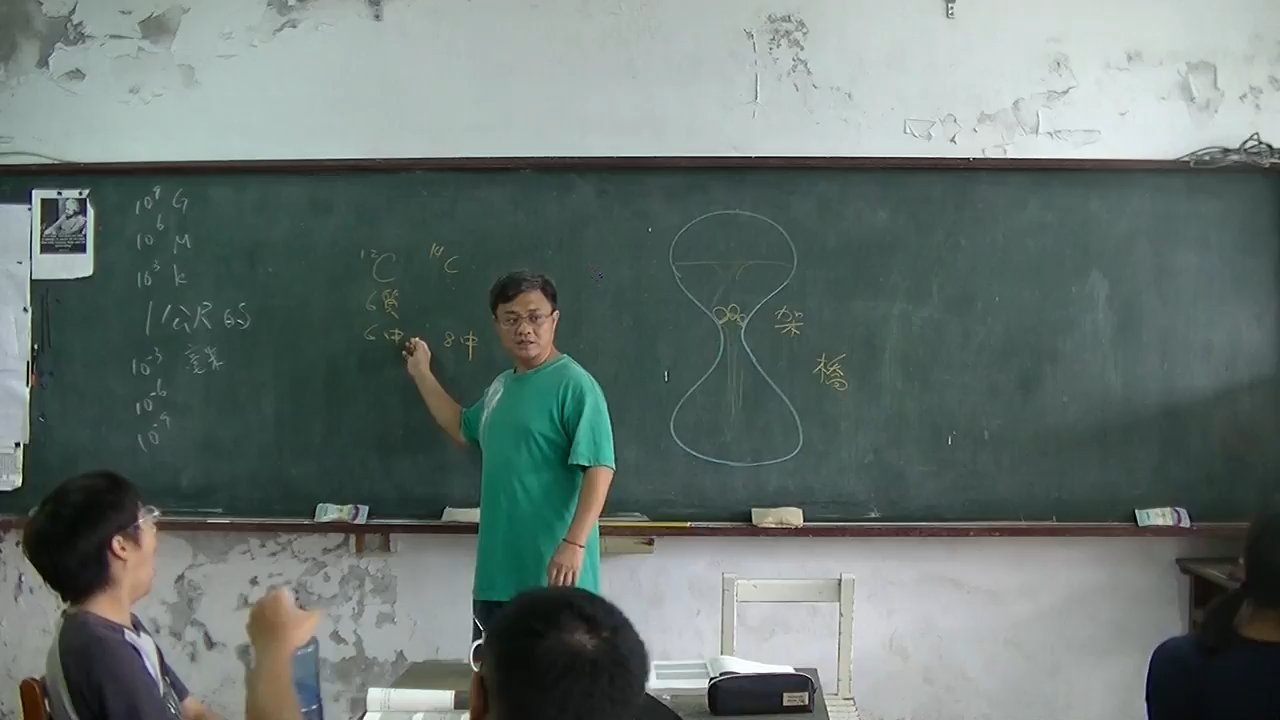 10⁹ G
10⁶ M
10³ k
1 公尺 GS
10⁻³ 毫米
10⁻⁶
10⁻⁹
¹²C ¹⁴C
6質
6中 8中
架
橋